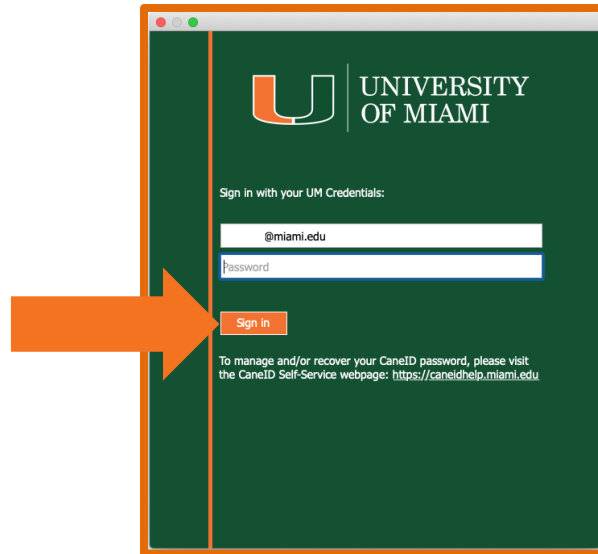 UNIVERSITY
OF MIAMI
Sign in with your UM Credentials:
@miami.edu
Password
Sign in
To manage and/or recover your CaneID password, please visit
the CaneID Self-Service webpage: https://caneidhelp.miami.edu